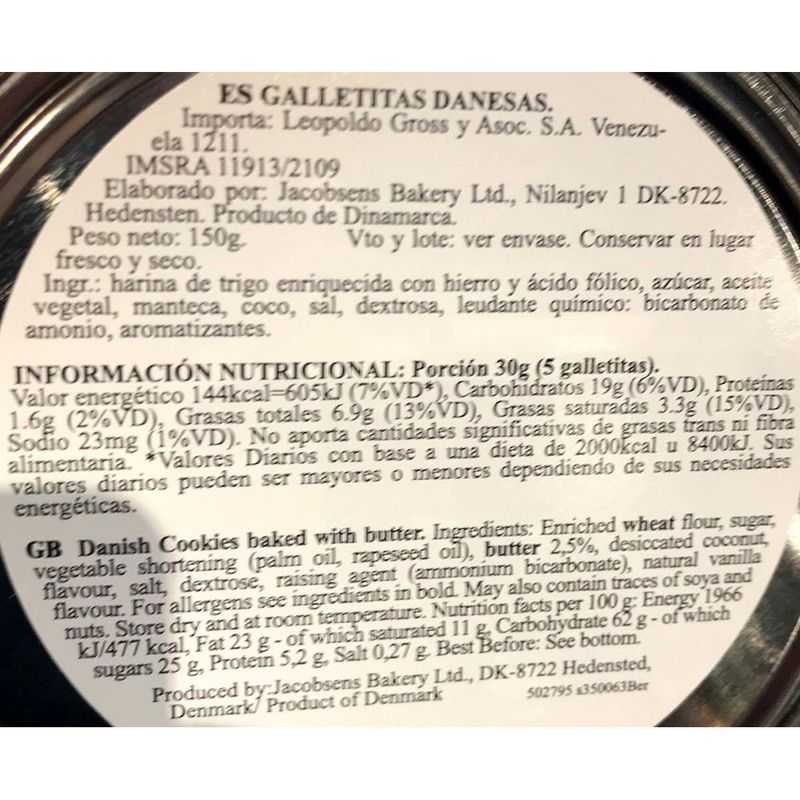 ES GALLETITAS DANESAS.
Importa: Leopoldo Gross y Asoc. S.A. Venezu-
ela 1211.
IMSRA 11913/2109
Elaborado por: Jacobsens Bakery Ltd., Nilanjev 1 DK-8722.
Hedensten. Producto de Dinamarca.
Peso neto: 150g. Vto y lote: ver envase. Conservar en lugar
fresco y seco.
Ingr.: harina de trigo enriquecida con hierro y ácido fólico, azúcar, aceite
vegetal, manteca, coco, sal, dextrosa, leudante químico: bicarbonato de
amonio, aromatizantes.
INFORMACIÓN NUTRICIONAL: Porción 30g (5 galletitas).
Valor energético 144kcal=605kJ (7%VD*), Carbohidratos 19g (6%VD), Proteínas
1.6g (2%VD), Grasas totales 6.9g (13%VD), Grasas saturadas 3.3g (15%VD),
Sodio 23mg (1%VD). No aporta cantidades significativas de grasas trans ni fibra
alimentaria. *Valores Diarios con base a una dieta de 2000kcal u 8400kJ. Sus
valores diarios pueden ser mayores o menores dependiendo de sus necesidades
energéticas.
GB Danish Cookies baked with butter. Ingredients: Enriched wheat flour, sugar,
vegetable shortening (palm oil, rapeseed oil), butter 2,5%, desiccated coconut,
flavour, salt, dextrose, raising agent (ammonium bicarbonate), natural vanilla
flavour. For allergens see ingredients in bold. May also contain traces of soya and
nuts. Store dry and at room temperature. Nutrition facts per 100 g: Energy 1966
kJ/477 kcal, Fat 23 g - of which saturated 11 g, Carbohydrate 62 g - of which
sugars 25 g, Protein 5,2 g, Salt 0,27 g. Best Before: See bottom.
Produced by:Jacobsens Bakery Ltd., DK-8722 Hedensted,
Denmark/ Product of Denmark 502795 s350063Ber